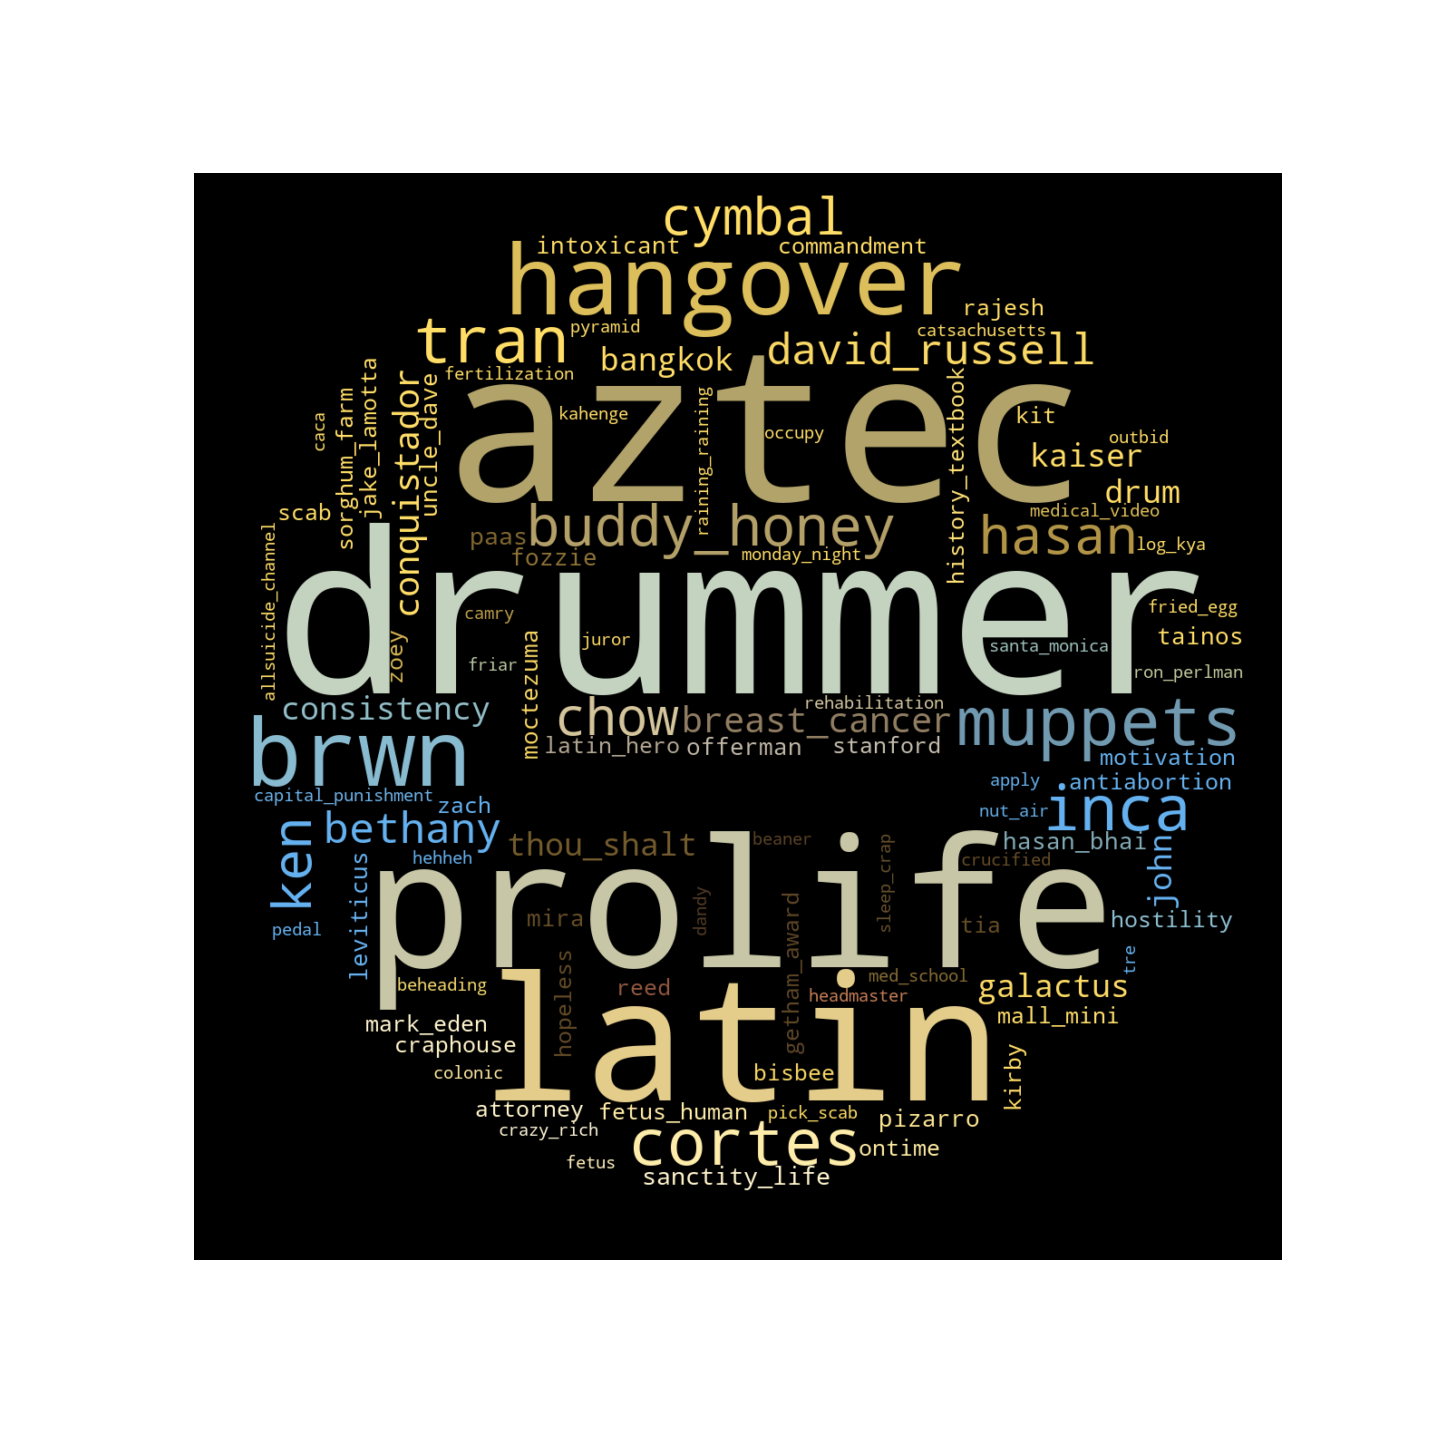 cymbal
intoxicant
commandment
hangover
rajesh
tran
pyramid
catsachusetts
bangkok
david_russell
fertilization
aztec
kahenge
raining_raining
occupy
history_textbook
kit
outbid
kaiser
drum
caca
sorghum_farm
jake_lamotta
conquistador
uncle_dave
scab
medical_video
paas
buddy_honey
hasan
log_kya
fozzie
monday_night
allsuicide_channel
drummer
zoey
camry
friar
moctezuma
juror
santa_monica
fried_egg
tainos
ron_perlman
consistency
chow
rehabilitation
breast_cancer
muppets
brwn
latin_hero
offerman
stanford
motivation
capital_punishment
zach
apply
antiabortion
nut_air
inca
ken
bethany
hehheh
thou_shalt
beaner
sleep_crap
crucified
hasan_bhai
john
leviticus
prolife
pedal
mira
dandy
getham_award
tia
hostility
tre
beheading
hopeless
reed
med_school
headmaster
galactus
mall_mini
mark_eden
craphouse
colonic
latin
bisbee
kirby
attorney
fetus_human
pick_scab
pizarro
crazy_rich
cortes
ontime
fetus
sanctity_life